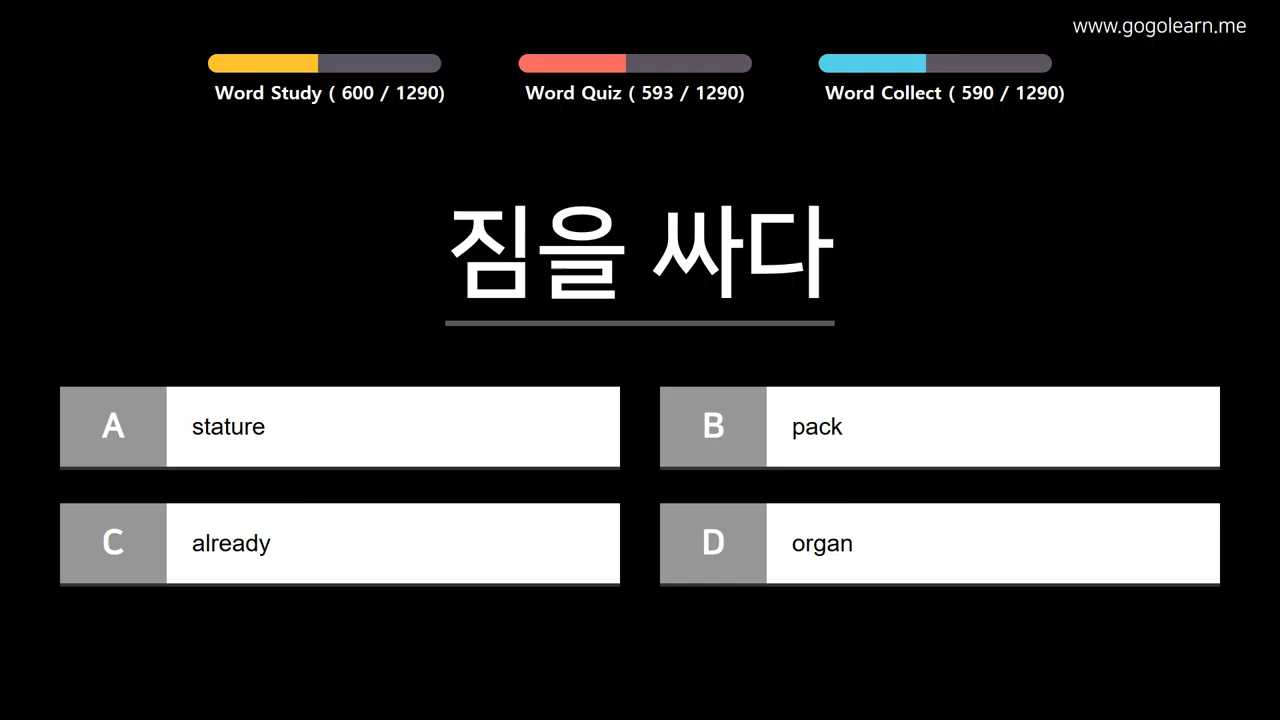 www.gogolearn.me
Word Study ( 600 / 1290)
Word Quiz ( 593 / 1290)
Word Collect ( 590 / 1290)
짐을 싸다
A stature
B pack
C already
D organ